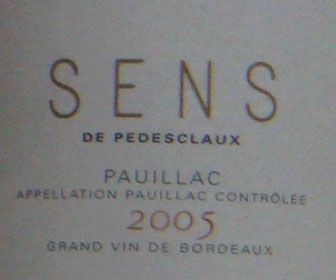 SENS
DE PEDESCLAUX
PAUILLAC
APPELLATION PAUILLAC CONTRÔLÉE
2005
GRAND VIN DE BORDEAUX